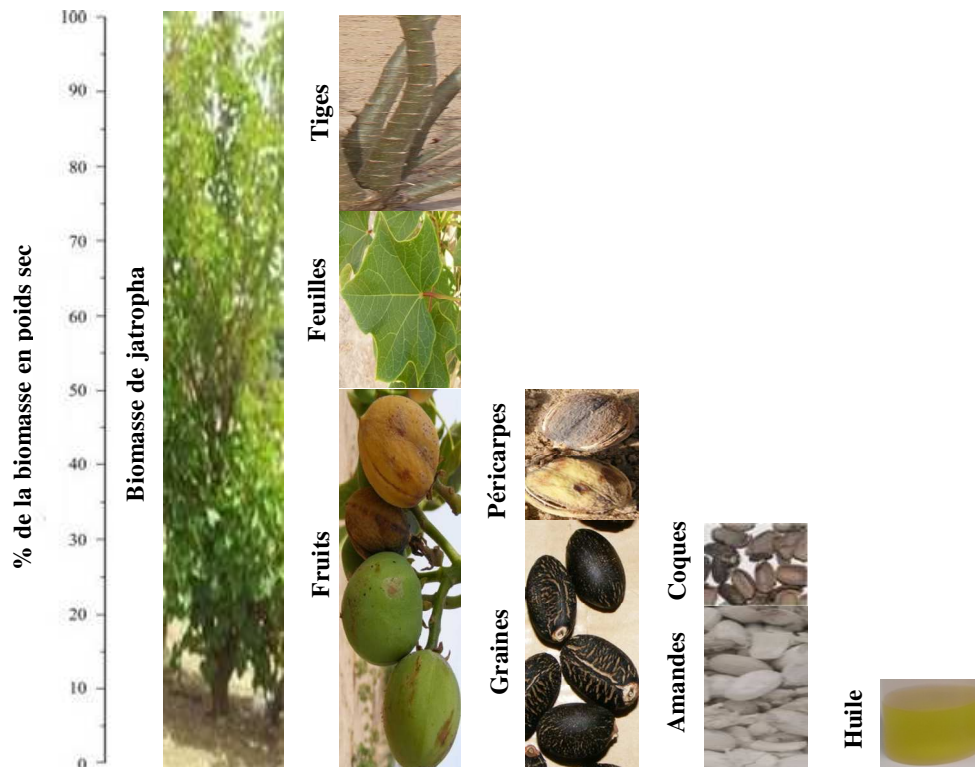 % de la biomasse en poids sec
100
90
80
70
60
50
40
30
20
10
0
Biomasse de jatropha
Tiges
Feuilles
Fruits
Péricarpes
Graines
Coques
Amandes
Huile